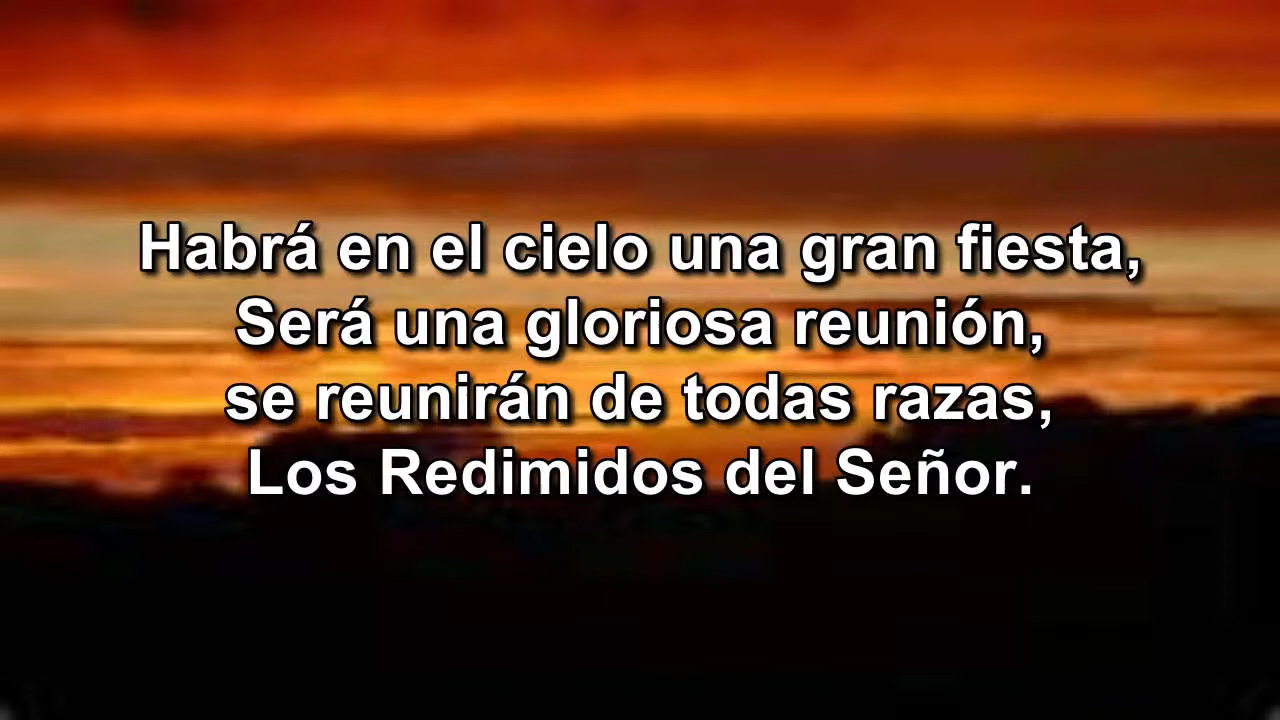 Habrá en el cielo una gran fiesta,
Será una gloriosa reunión,
se reunirán de todas razas,
Los Redimidos del Señor.